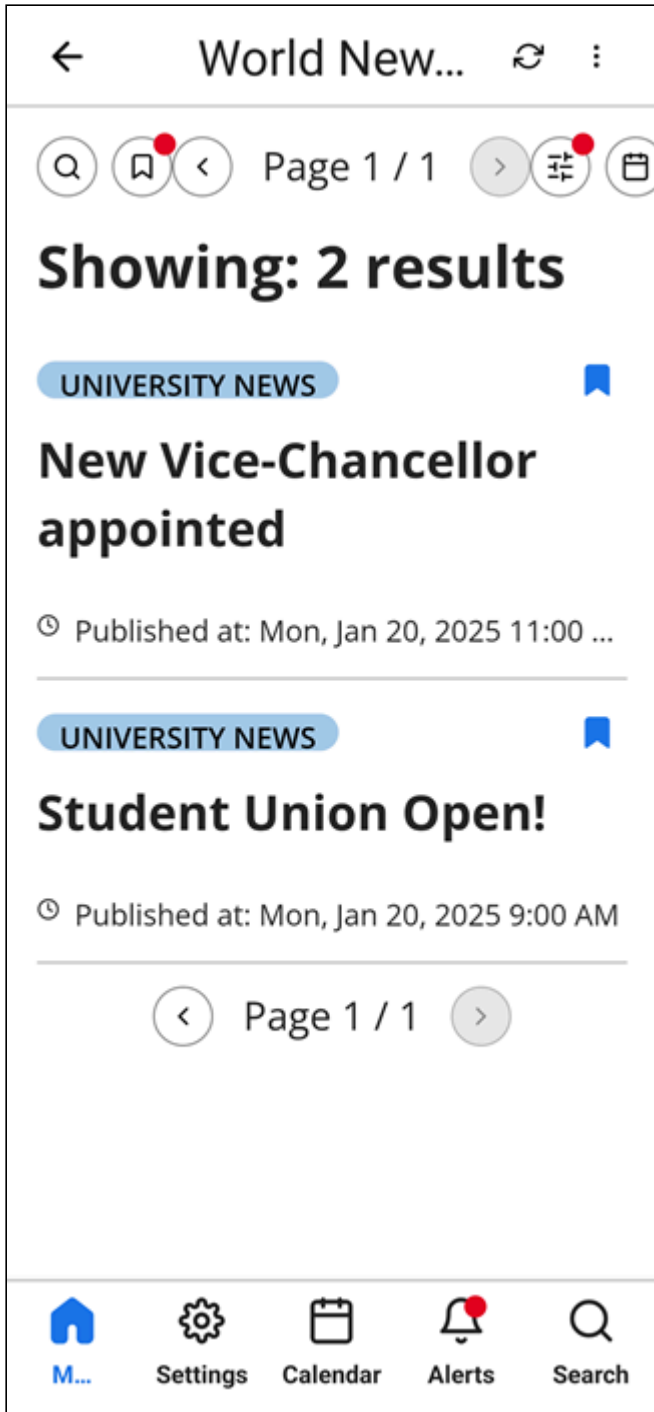 World New...
Page 1 / 1
Showing: 2 results
UNIVERSITY NEWS
New Vice-Chancellor
appointed
Published at: Mon, Jan 20, 2025 11:00 ...
UNIVERSITY NEWS
Student Union Open!
Published at: Mon, Jan 20, 2025 9:00 AM
Page 1 / 1
M... Settings Calendar Alerts Search